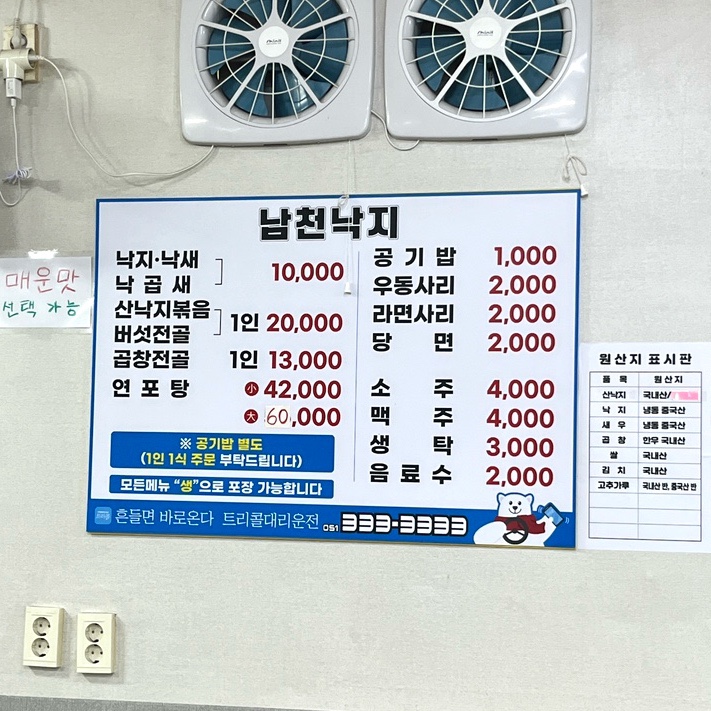 남천낙지
낙지·낙새
낙곱새 10,000
산낙지볶음
버섯전골 1인 20,000
곱창전골 1인 13,000
연포탕 小 42,000
大 60,000
※ 공기밥 별도
(1인 1식 주문 부탁드립니다)
모든메뉴 "생"으로 포장 가능합니다
공기밥 1,000
우동사리 2,000
라면사리 2,000
당면 2,000
소주 4,000
맥주 4,000
생탁 3,000
음료수 2,000
흔들면 바로온다 트리콜대리운전 051 333-3333
매운맛
선택 가능
원산지 표시판
품목 원산지
산낙지 국내산/
낙지 냉동 중국산
새우 냉동 중국산
곱창 한우 국내산
쌀 국내산
김치 국내산
고추가루 국내산 반, 중국산 반